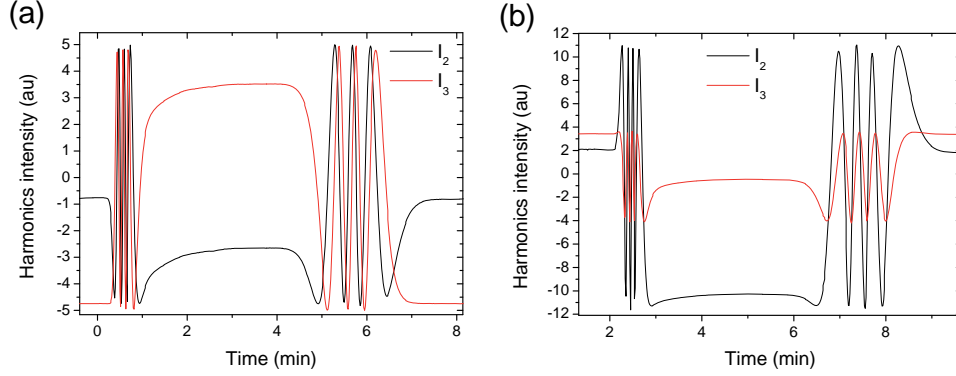 (a)
Harmonics intensity (au)
5
4
3
2
1
0
-1
-2
-3
-4
-5
I2
I3
0 2 4 6 8
Time (min)
(b)
Harmonics intensity (au)
12
10
8
6
4
2
0
-2
-4
-6
-8
-10
-12
I2
I3
2 4 6 8
Time (min)